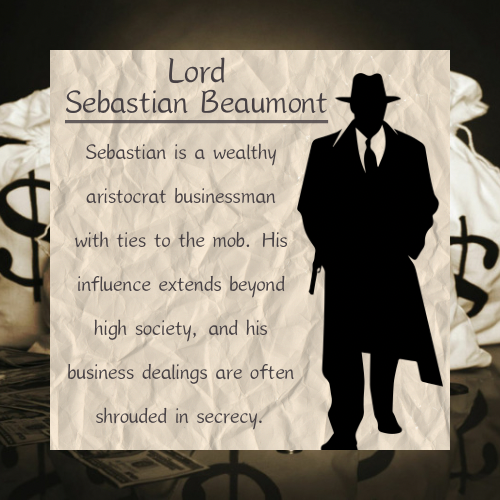 Lord
Sebastian Beaumont
Sebastian is a wealthy
aristocrat businessman
with ties to the mob. His
influence extends beyond
high society, and his
business dealings are often
shrouded in secrecy.